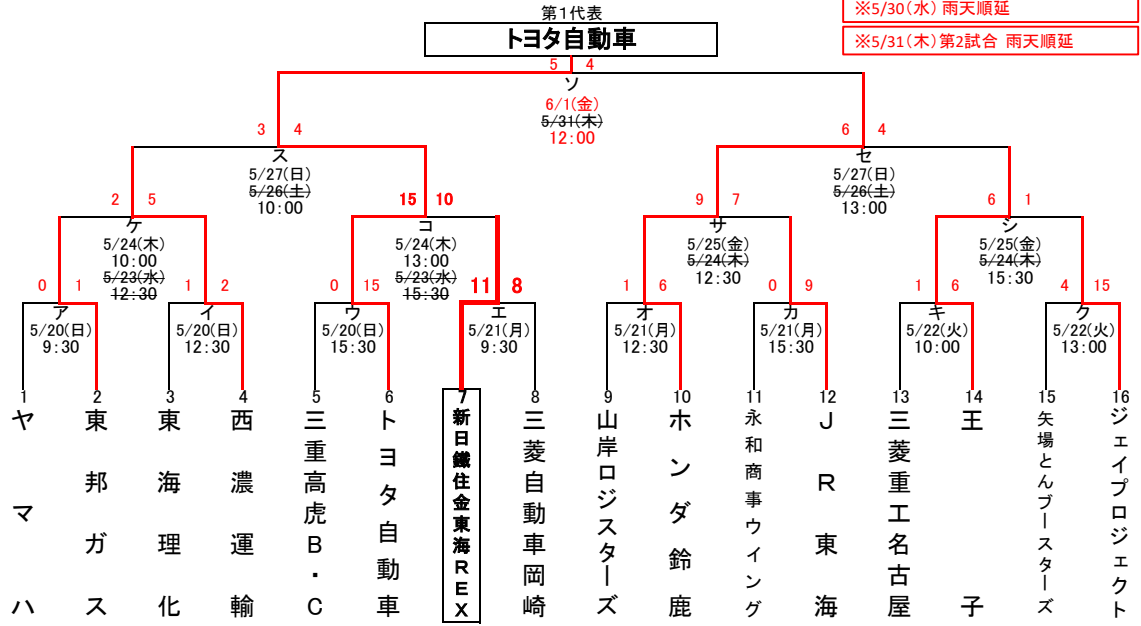 第1代表
トヨタ自動車
※5/30(水) 雨天順延
※5/31(木)第2試合 雨天順延
5 4
ソ
6/1(金)
5/31(木)
12:00
3 4
ス
5/27(日)
5/26(土)
10:00
6 4
セ
5/27(日)
5/26(土)
13:00
2 5
ケ
5/24(木)
10:00
5/23(水)
12:30
15 10
コ
5/24(木)
13:00
5/23(水)
15:30
9 7
サ
5/25(金)
5/24(木)
12:30
6 1
シ
5/25(金)
5/24(木)
15:30
0 1
ア
5/20(日)
9:30
1 2
イ
5/20(日)
12:30
0 15
ウ
5/20(日)
15:30
11 8
エ
5/21(月)
9:30
1 6
オ
5/21(月)
12:30
0 9
カ
5/21(月)
15:30
1 6
キ
5/22(火)
10:00
4 15
ク
5/22(火)
13:00
1
ヤマハ
2
東邦ガス
3
東海理化
4
西濃運輸
5
三重高虎B・C
6
トヨタ自動車
7
新日鐵住金東海REX
8
三菱自動車岡崎
9
山岸ロジスターズ
10
ホンダ鈴鹿
11
永和商事ウイング
12
JR東海
13
三菱重工名古屋
14
王子
15
矢場とんブースターズ
16
ジェイプロジェクト